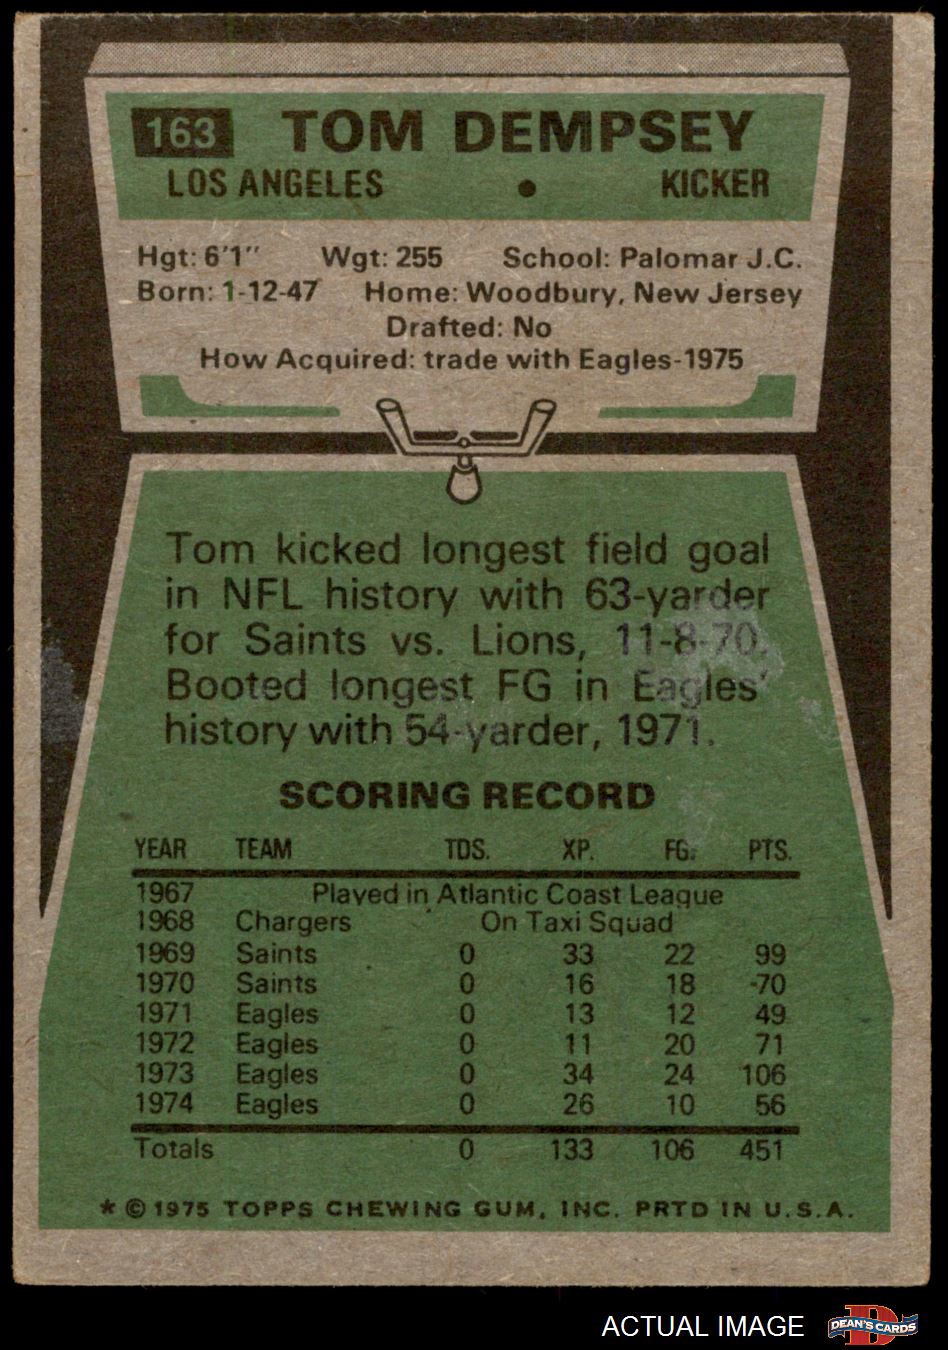 163 TOM DEMPSEY
LOS ANGELES • KICKER
Hgt: 6'1" Wgt: 255 School: Palomar J.C.
Born: 1-12-47 Home: Woodbury, New Jersey
Drafted: No
How Acquired: trade with Eagles-1975
Tom kicked longest field goal
in NFL history with 63-yarder
for Saints vs. Lions, 11-8-70.
Booted longest FG in Eagles'
history with 54-yarder, 1971.
SCORING RECORD
YEAR TEAM TDS. XP. FG. PTS.
1967 Played in Atlantic Coast League
1968 Chargers On Taxi Squad
1969 Saints 0 33 22 99
1970 Saints 0 16 18 70
1971 Eagles 0 13 12 49
1972 Eagles 0 11 20 71
1973 Eagles 0 34 24 106
1974 Eagles 0 26 10 56
Totals 0 133 106 451
* © 1975 TOPPS CHEWING GUM, INC. PRTD IN U.S.A.
ACTUAL IMAGE D DEAN'S CARDS